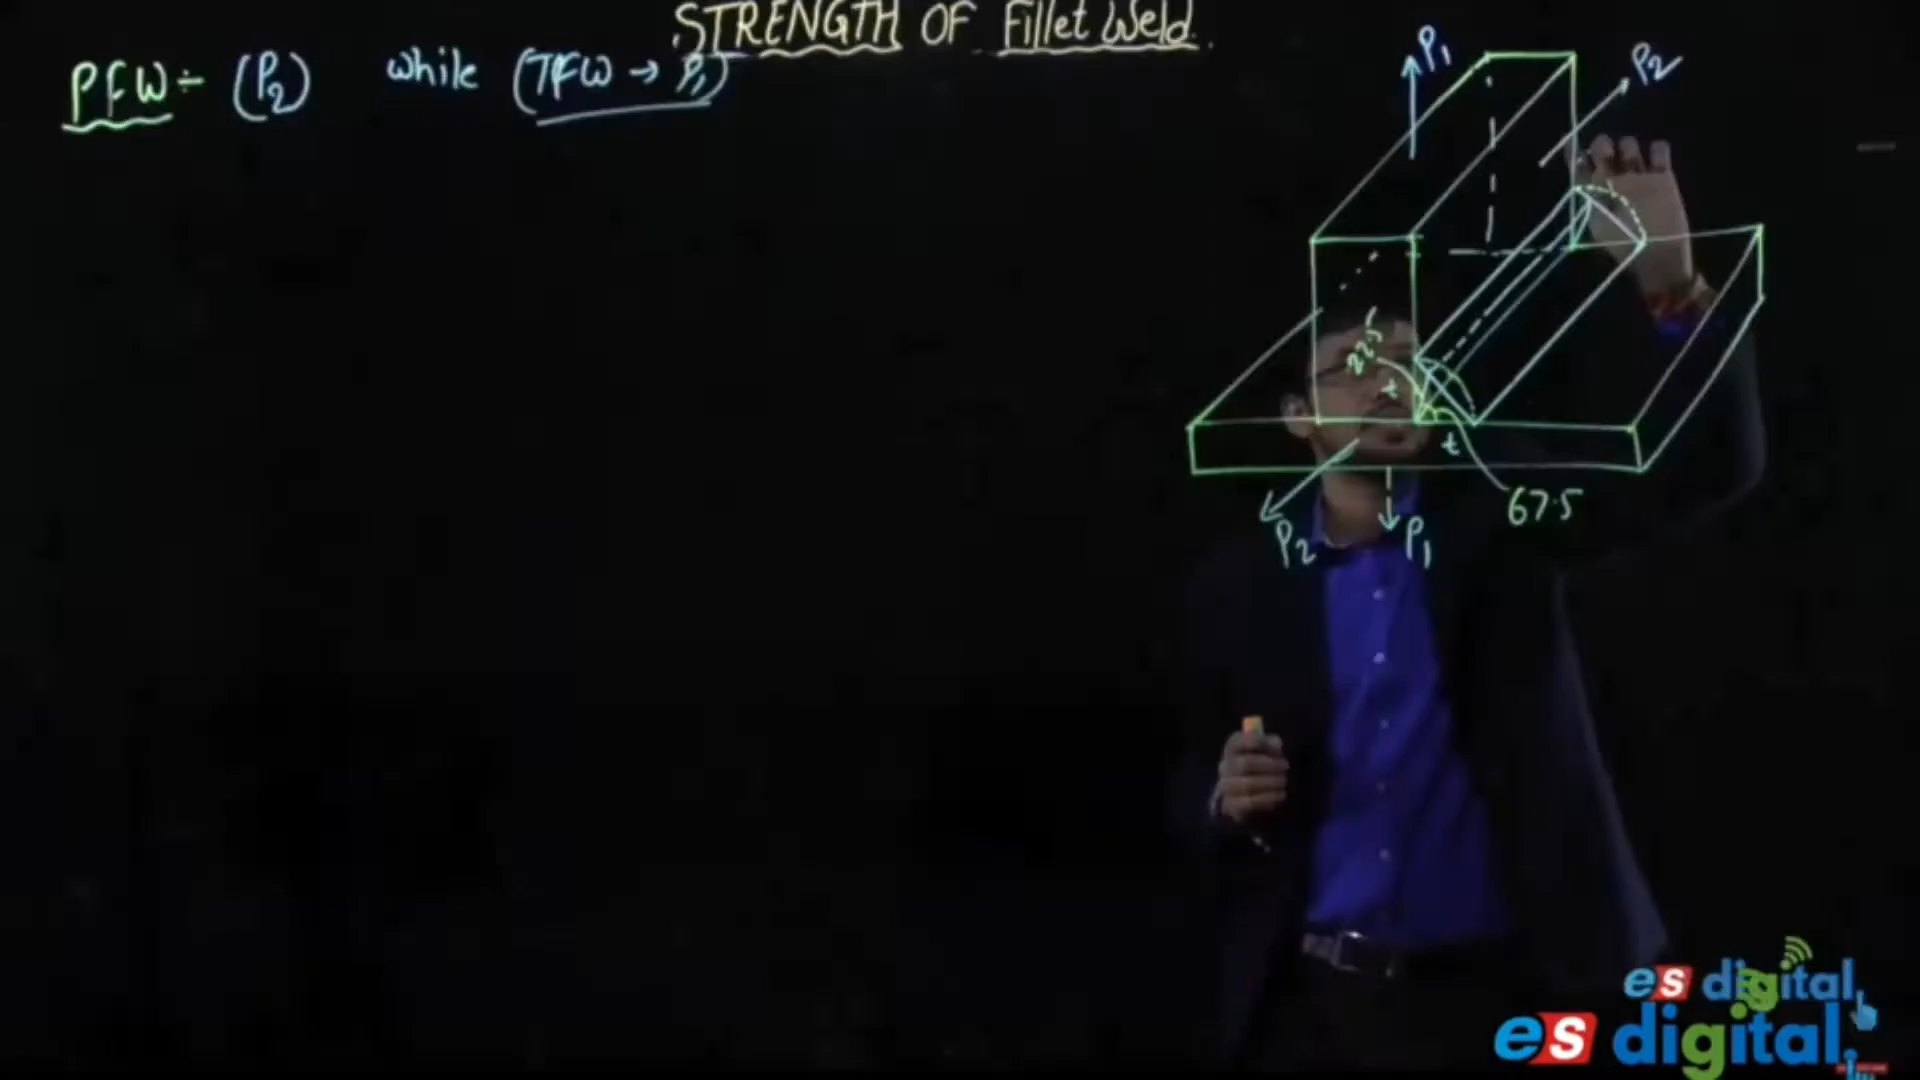 STRENGTH OF Fillet Weld.
PFW÷ (P2) while (TFW → P1)
P1
P2
22.5
t
t
67.5
P2
P1
es digital
es digital.